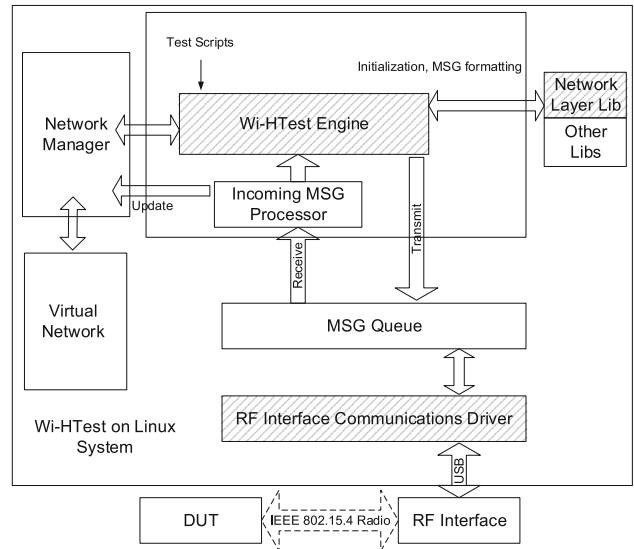 Test Scripts
Initialization, MSG formatting
Network
Manager
Wi-HTest Engine
Network
Layer Lib
Other
Libs
Incoming MSG
Processor
Update
Receive
Transmit
Virtual
Network
MSG Queue
RF Interface Communications Driver
Wi-HTest on Linux
System
USB
DUT
IEEE 802.15.4 Radio
RF Interface